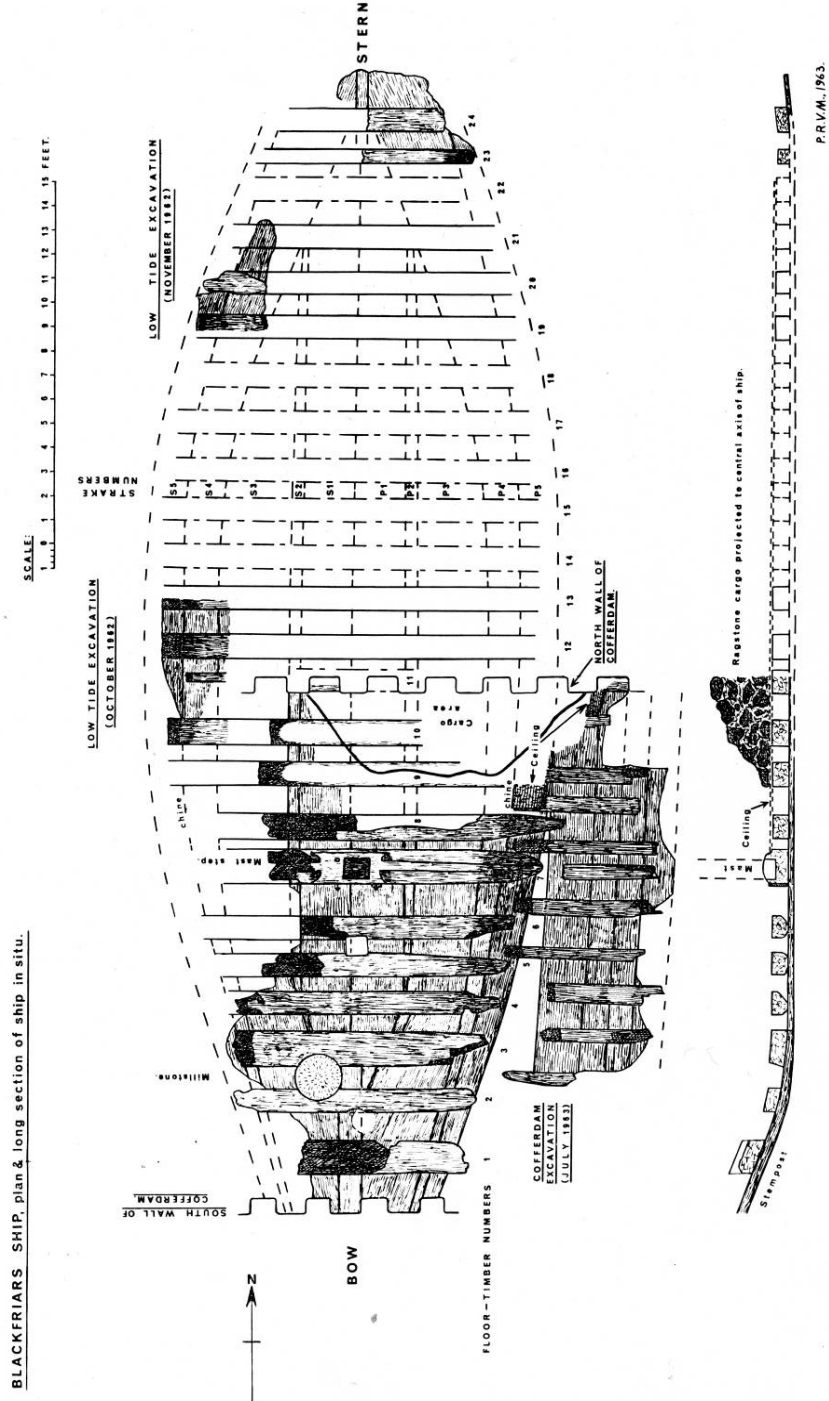 BLACKFRIARS SHIP, plan & long section of ship in situ.
SCALE:
1 0 1 2 3 4 5 6 7 8 9 10 11 12 13 14 15 FEET.
LOW TIDE EXCAVATION
(OCTOBER 1962)
LOW TIDE EXCAVATION
(NOVEMBER 1962)
STRAKE
NUMBERS
S5
S4
S3
S2
S1
P1
P2
P3
P4
P5
N
SOUTH WALL OF
COFFERDAM
BOW
STERN
Millstone.
Mast step.
chine
Cargo
area
chine
Ceiling
NORTH WALL OF
COFFERDAM.
FLOOR-TIMBER NUMBERS
1
2
3
4
5
6
7
8
9
10
11
12
13
14
15
16
17
18
19
20
21
22
23
24
COFFERDAM
EXCAVATION
(JULY 1963)
Stempost
Mast
Ceiling
Ragstone cargo projected to central axis of ship.
P.R.V.M., 1963.